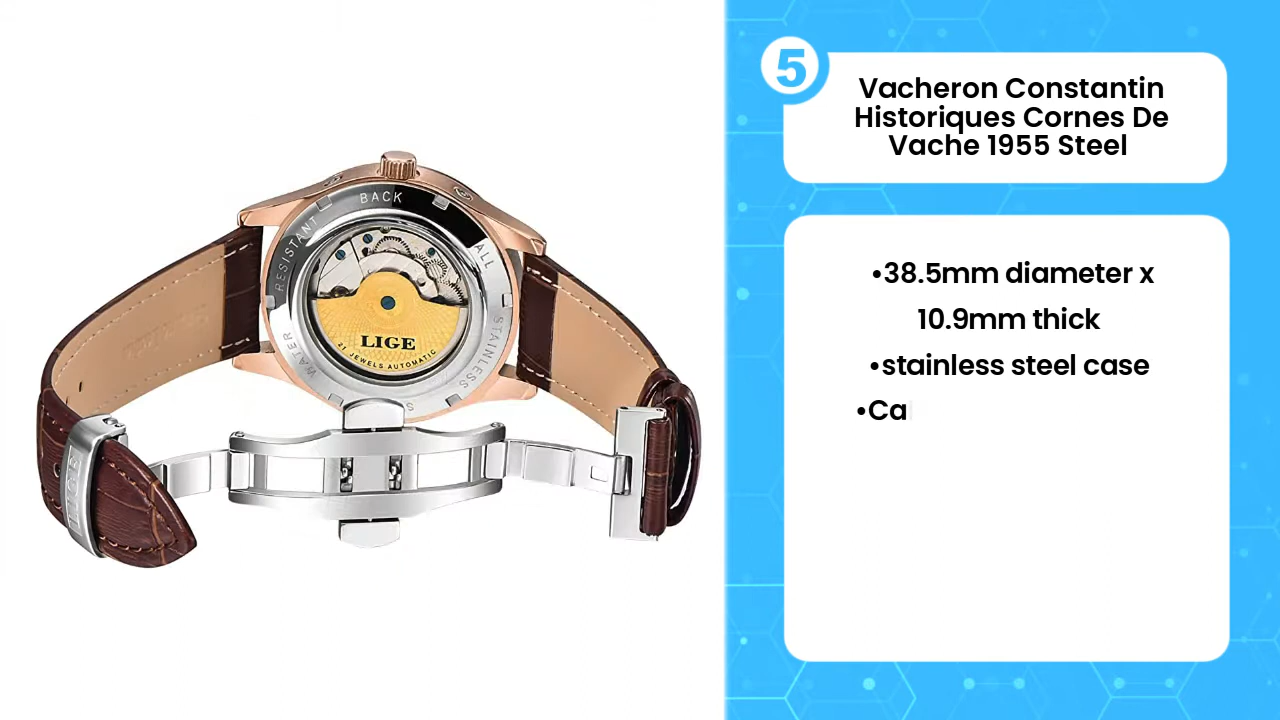 BACK
RESISTANT
ALL
STAINLESS
WATER
S
LIGE
21 JEWELS AUTOMATIC
5
Vacheron Constantin
Historiques Cornes De
Vache 1955 Steel
•38.5mm diameter x
10.9mm thick
•stainless steel case
•Ca